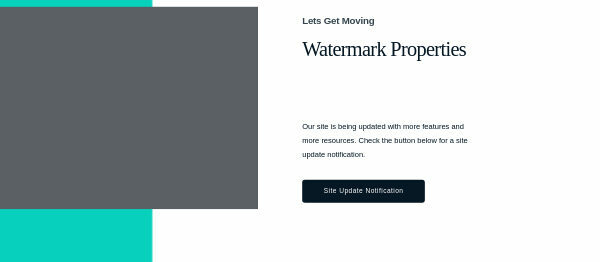 Lets Get Moving
Watermark Properties
Our site is being updated with more features and
more resources. Check the button below for a site
update notification.
Site Update Notification